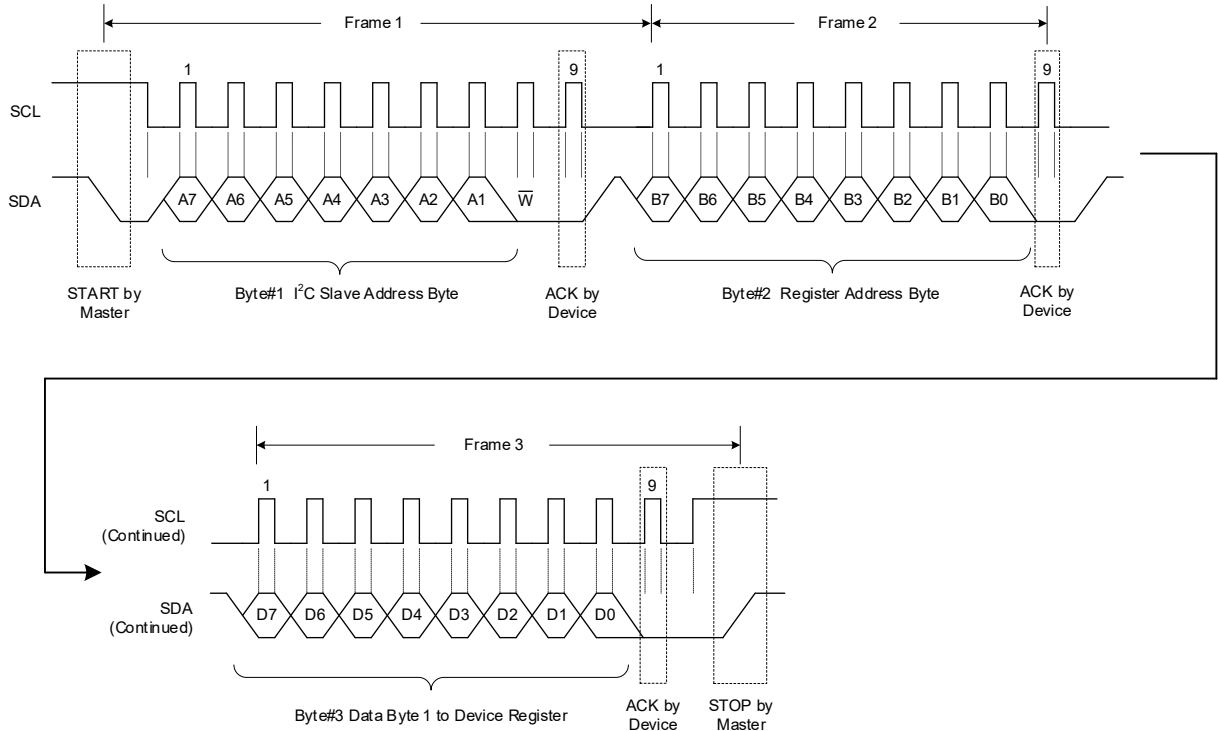 Frame 1
Frame 2
1
9
1
9
SCL
SDA
A7 A6 A5 A4 A3 A2 A1 W̅
B7 B6 B5 B4 B3 B2 B1 B0
START by
Master
Byte#1 I²C Slave Address Byte
ACK by
Device
Byte#2 Register Address Byte
ACK by
Device
Frame 3
1
9
SCL
(Continued)
SDA
(Continued)
D7 D6 D5 D4 D3 D2 D1 D0
Byte#3 Data Byte 1 to Device Register
ACK by
Device
STOP by
Master